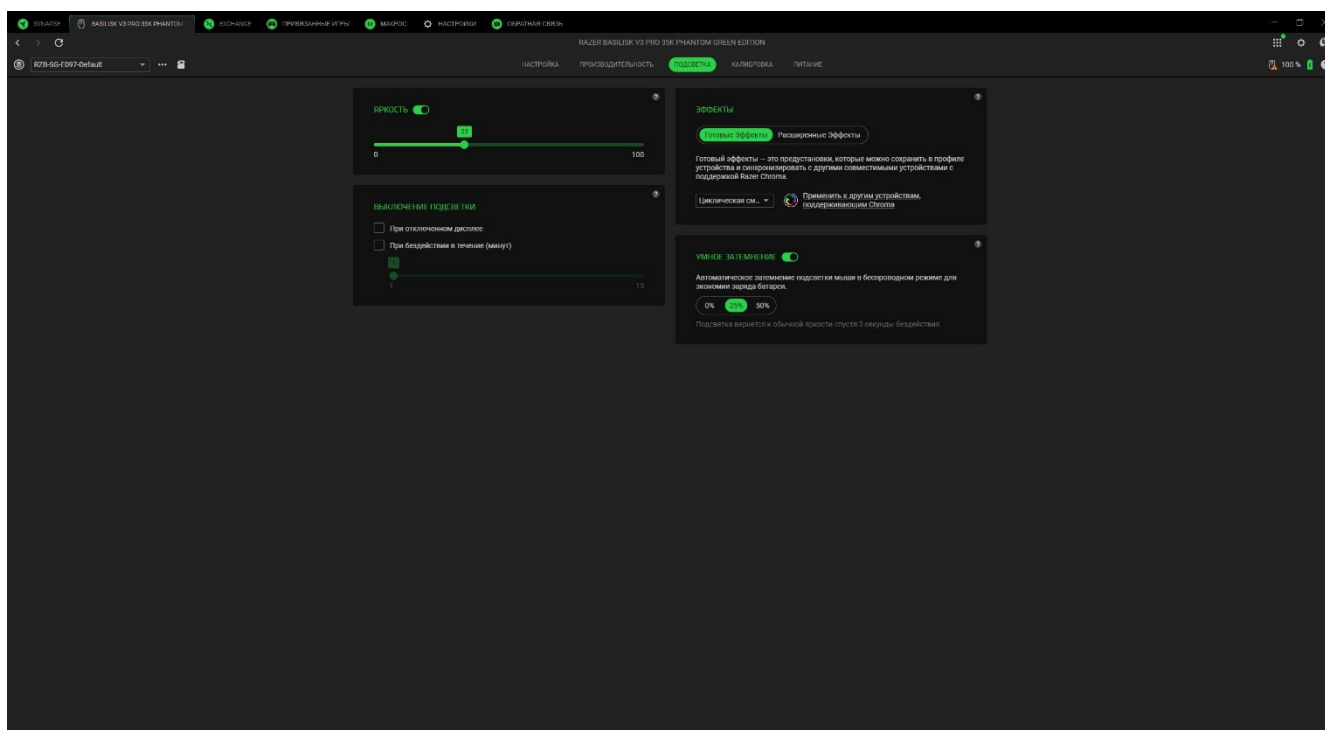 SYNAPSE BASILISK V3 PRO 35K PHANTOM EXCHANGE ПРИВЯЗАННЫЕ ИГРЫ МАКРОС НАСТРОЙКИ ОБРАТНАЯ СВЯЗЬ
RAZER BASILISK V3 PRO 35K PHANTOM GREEN EDITION
RZ8-SG-E097-Default НАСТРОЙКА ПРОИЗВОДИТЕЛЬНОСТЬ ПОДСВЕТКА КАЛИБРОВКА ПИТАНИЕ 100 %
ЯРКОСТЬ
33
0 100
ВЫКЛЮЧЕНИЕ ПОДСВЕТКИ
При отключенном дисплее
При бездействии в течение (минут)
1
1 15
ЭФФЕКТЫ
Готовые Эффекты Расширенные Эффекты
Готовый эффекты — это предустановки, которые можно сохранить в профиле
устройства и синхронизировать с другими совместимыми устройствами с
поддержкой Razer Chroma.
Циклическая см... Применить к другим устройствам,
поддерживающим Chroma
УМНОЕ ЗАТЕМНЕНИЕ
Автоматическое затемнение подсветки мыши в беспроводном режиме для
экономии заряда батареи.
0% 25% 50%
Подсветка вернется к обычной яркости спустя 3 секунды бездействия.